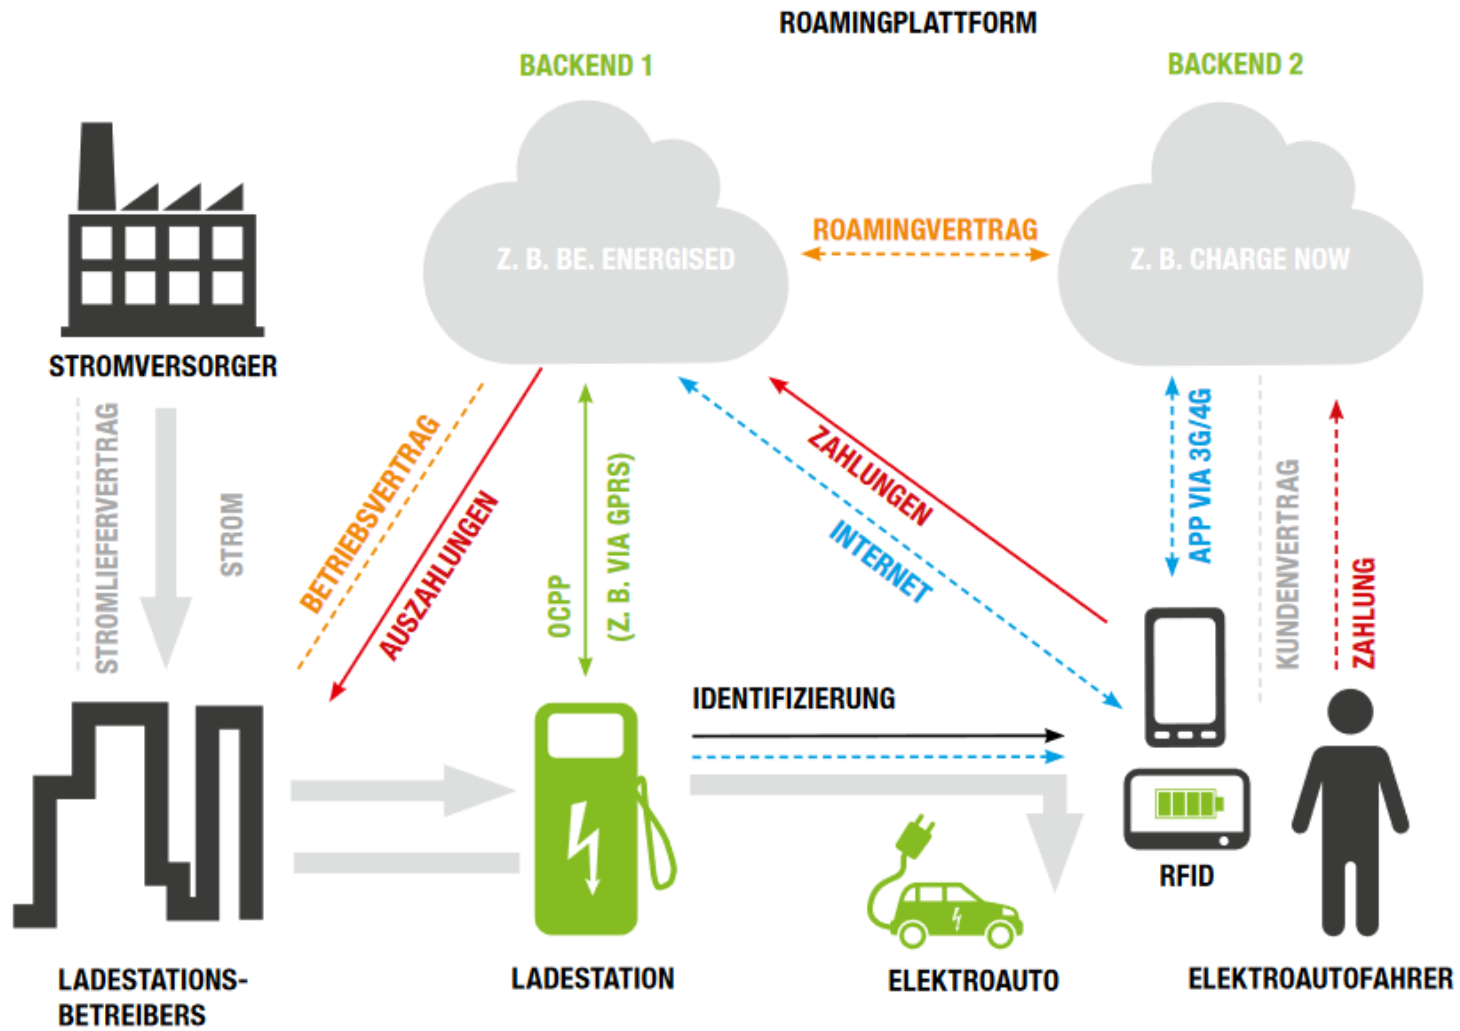 ROAMINGPLATTFORM
BACKEND 1
BACKEND 2
Z. B. BE. ENERGISED
ROAMINGVERTRAG
Z. B. CHARGE NOW
STROMVERSORGER
STROMLIEFERVERTRAG
STROM
BETRIEBSVERTRAG
AUSZAHLUNGEN
OCPP
(Z. B. VIA GPRS)
ZAHLUNGEN
INTERNET
APP VIA 3G/4G
KUNDENVERTRAG
ZAHLUNG
IDENTIFIZIERUNG
RFID
LADESTATIONS-
BETREIBERS
LADESTATION
ELEKTROAUTO
ELEKTROAUTOFAHRER